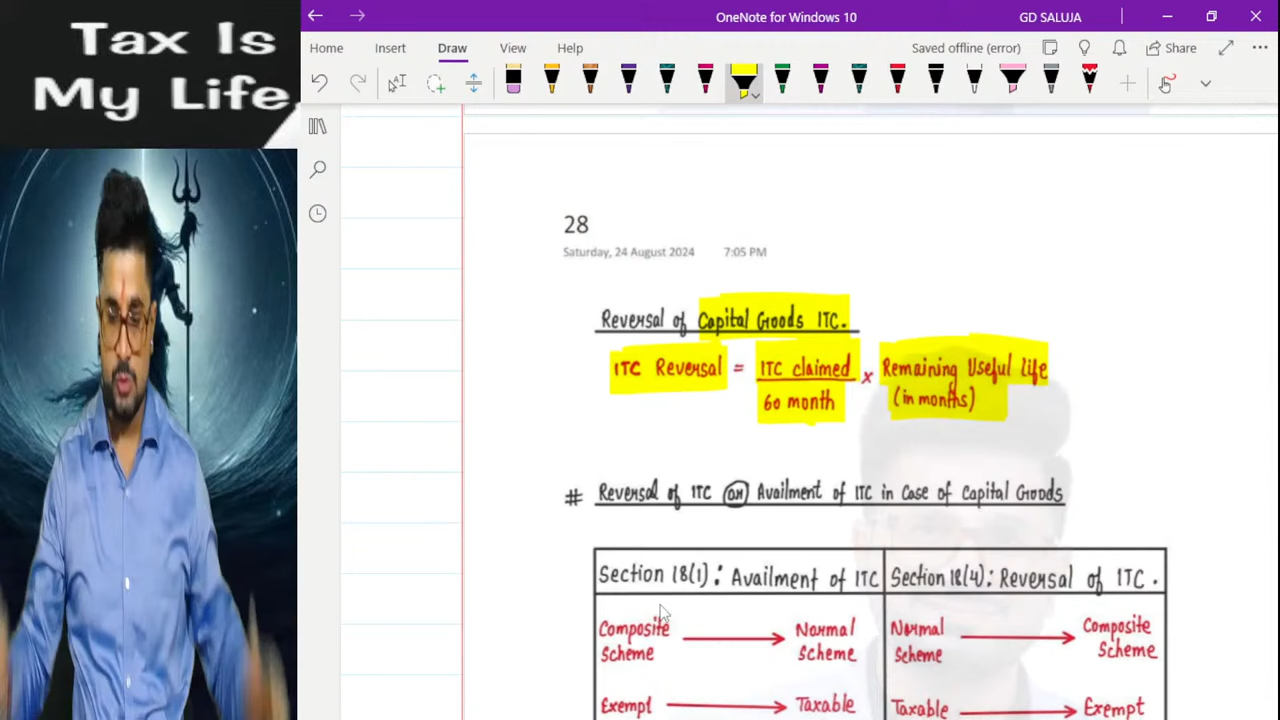 Tax Is
My Life
OneNote for Windows 10
GD SALUJA
Home Insert Draw View Help
Saved offline (error)
Share
28
Saturday, 24 August 2024 7:05 PM
Reversal of Capital Goods ITC.
ITC Reversal = ITC claimed / 60 month x Remaining Useful life (in months)
# Reversal of ITC OR Availment of ITC in Case of Capital Goods
Section 18(1): Availment of ITC
Composite Scheme → Normal Scheme
Exempt → Taxable
Section 18(4): Reversal of ITC.
Normal Scheme → Composite Scheme
Taxable → Exempt